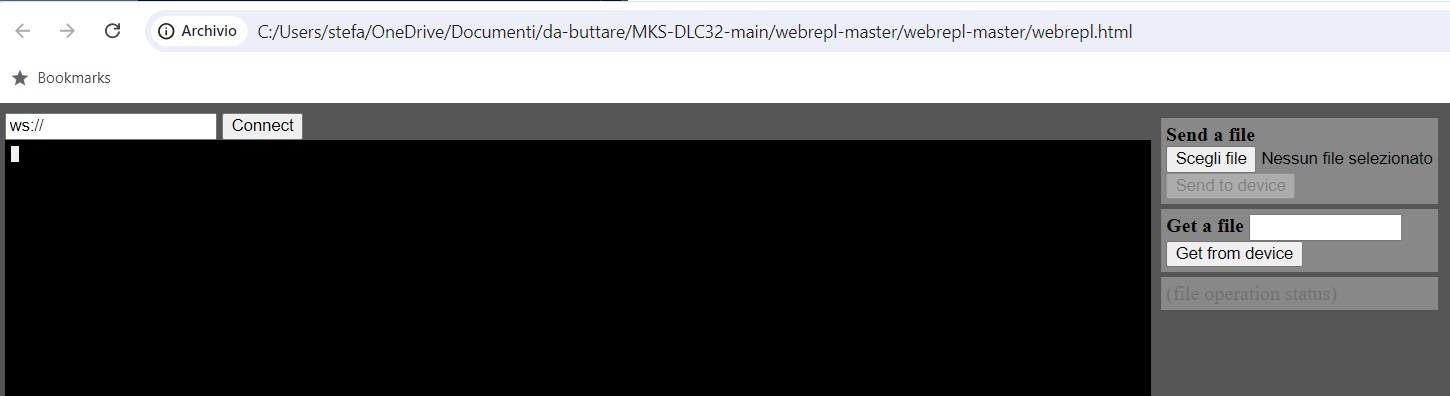 Archivio C:/Users/stefa/OneDrive/Documenti/da-buttare/MKS-DLC32-main/webrepl-master/webrepl-master/webrepl.html
Bookmarks
ws:// Connect
Send a file
Scegli file Nessun file selezionato
Send to device
Get a file
Get from device
(file operation status)